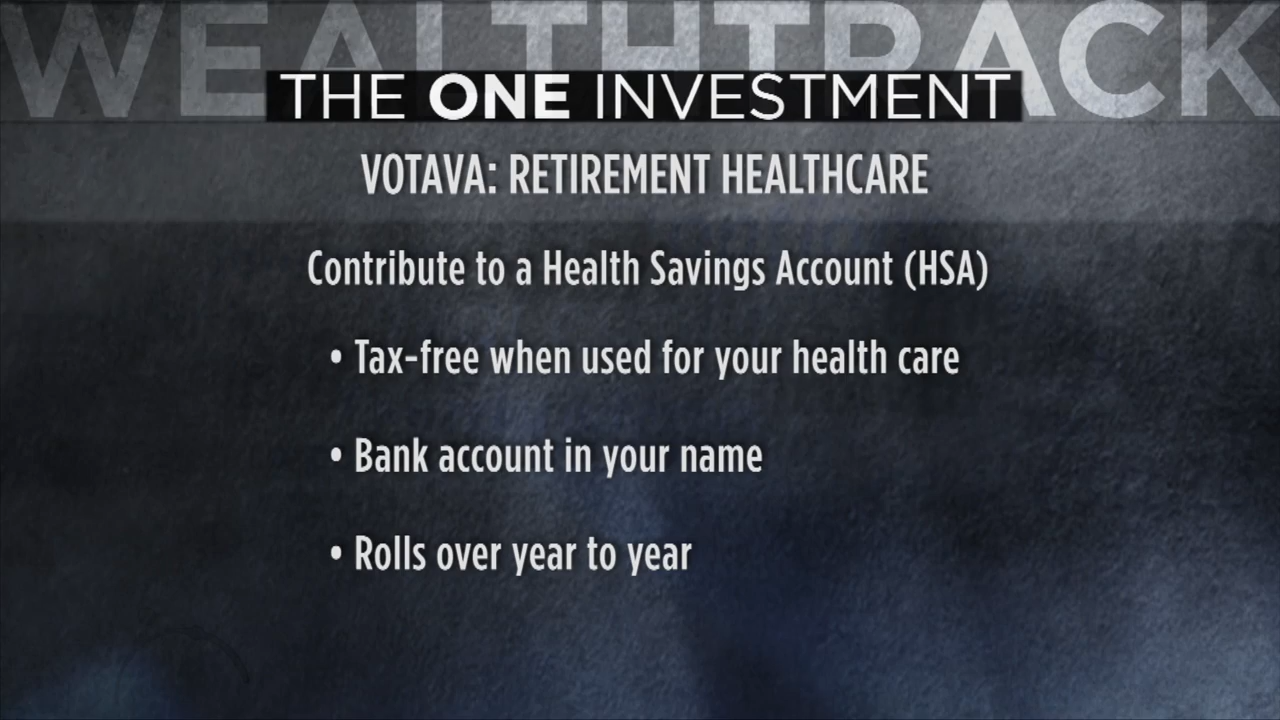 WEALTHTRACK
THE ONE INVESTMENT
VOTAVA: RETIREMENT HEALTHCARE
Contribute to a Health Savings Account (HSA)
• Tax-free when used for your health care
• Bank account in your name
• Rolls over year to year